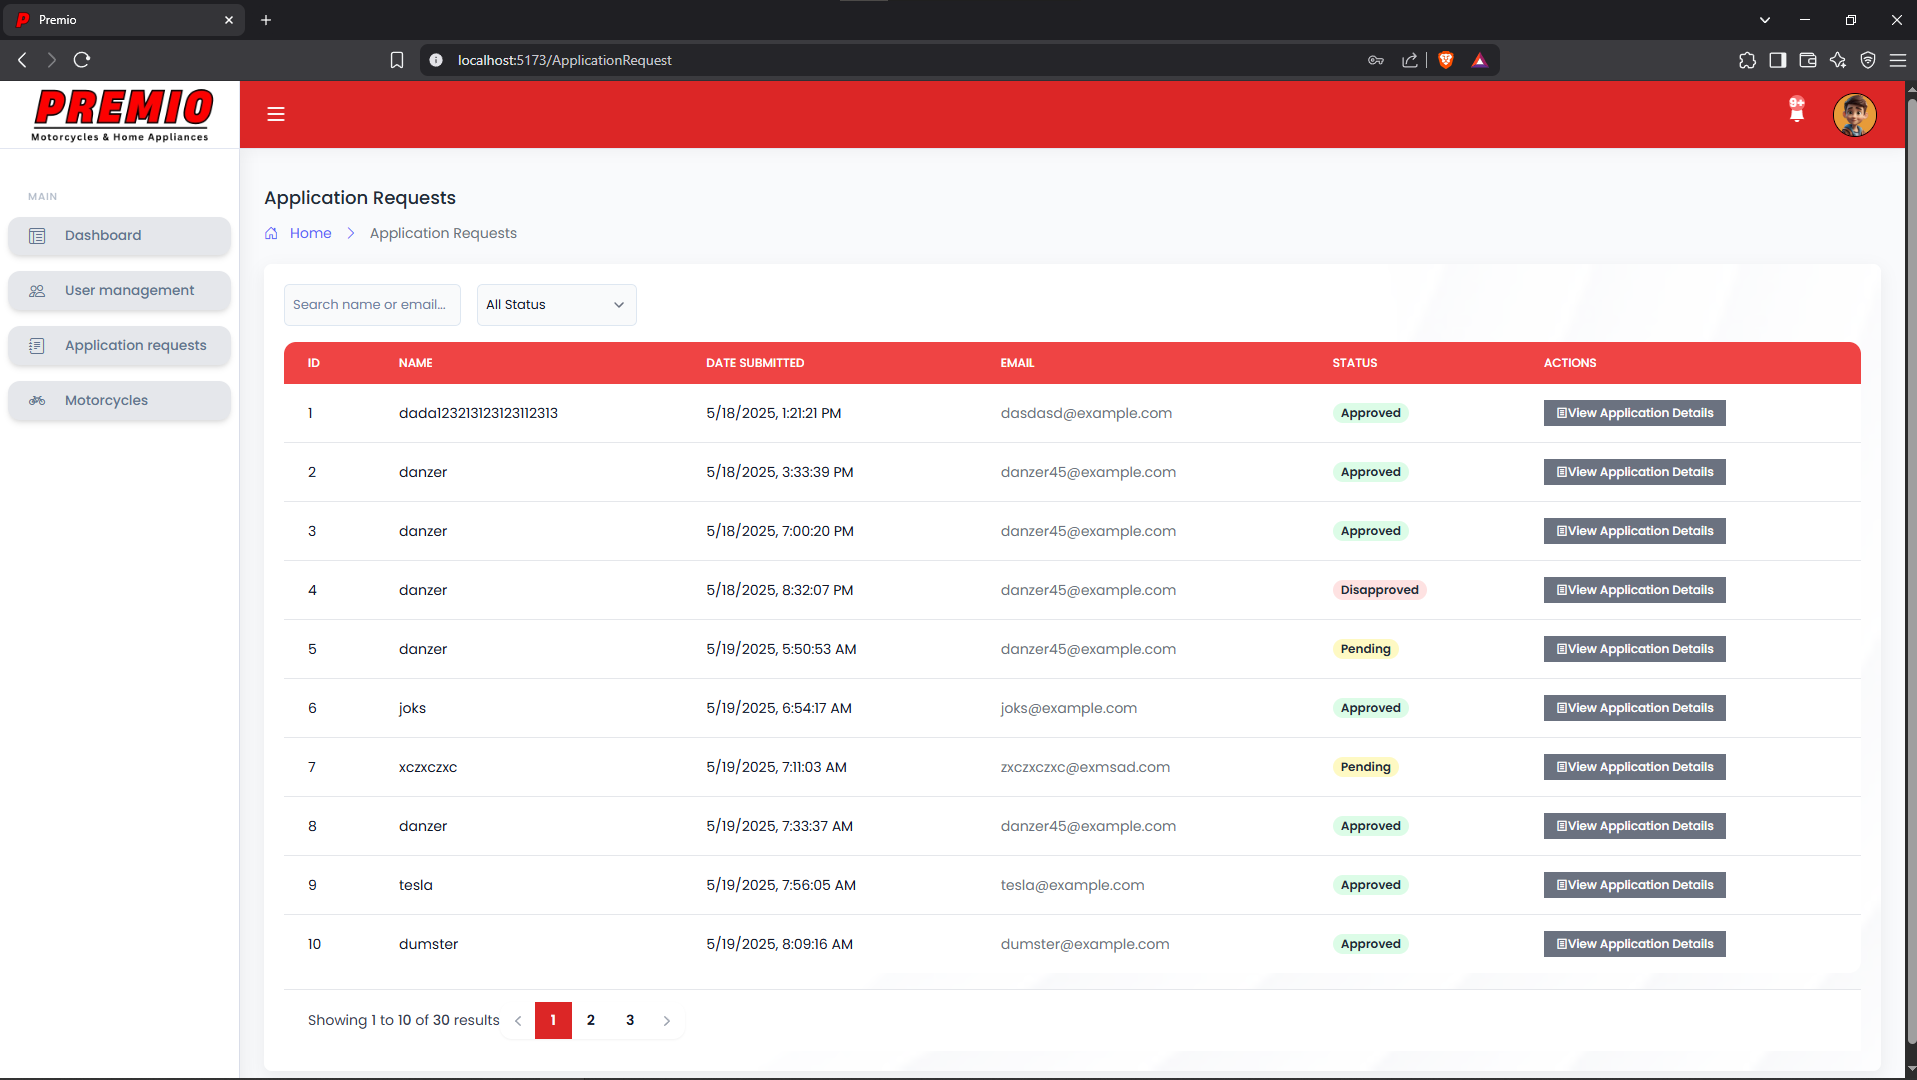 Premio
localhost:5173/ApplicationRequest
PREMIO
Motorcycles & Home Appliances
9+
MAIN
Dashboard
User management
Application requests
Motorcycles
Application Requests
Home Application Requests
Search name or email... All Status
ID NAME DATE SUBMITTED EMAIL STATUS ACTIONS
1 dada123213123123112313 5/18/2025, 1:21:21 PM dasdasd@example.com Approved View Application Details
2 danzer 5/18/2025, 3:33:39 PM danzer45@example.com Approved View Application Details
3 danzer 5/18/2025, 7:00:20 PM danzer45@example.com Approved View Application Details
4 danzer 5/18/2025, 8:32:07 PM danzer45@example.com Disapproved View Application Details
5 danzer 5/19/2025, 5:50:53 AM danzer45@example.com Pending View Application Details
6 joks 5/19/2025, 6:54:17 AM joks@example.com Approved View Application Details
7 xczxczxc 5/19/2025, 7:11:03 AM zxczxczxc@exmsad.com Pending View Application Details
8 danzer 5/19/2025, 7:33:37 AM danzer45@example.com Approved View Application Details
9 tesla 5/19/2025, 7:56:05 AM tesla@example.com Approved View Application Details
10 dumster 5/19/2025, 8:09:16 AM dumster@example.com Approved View Application Details
Showing 1 to 10 of 30 results 1 2 3